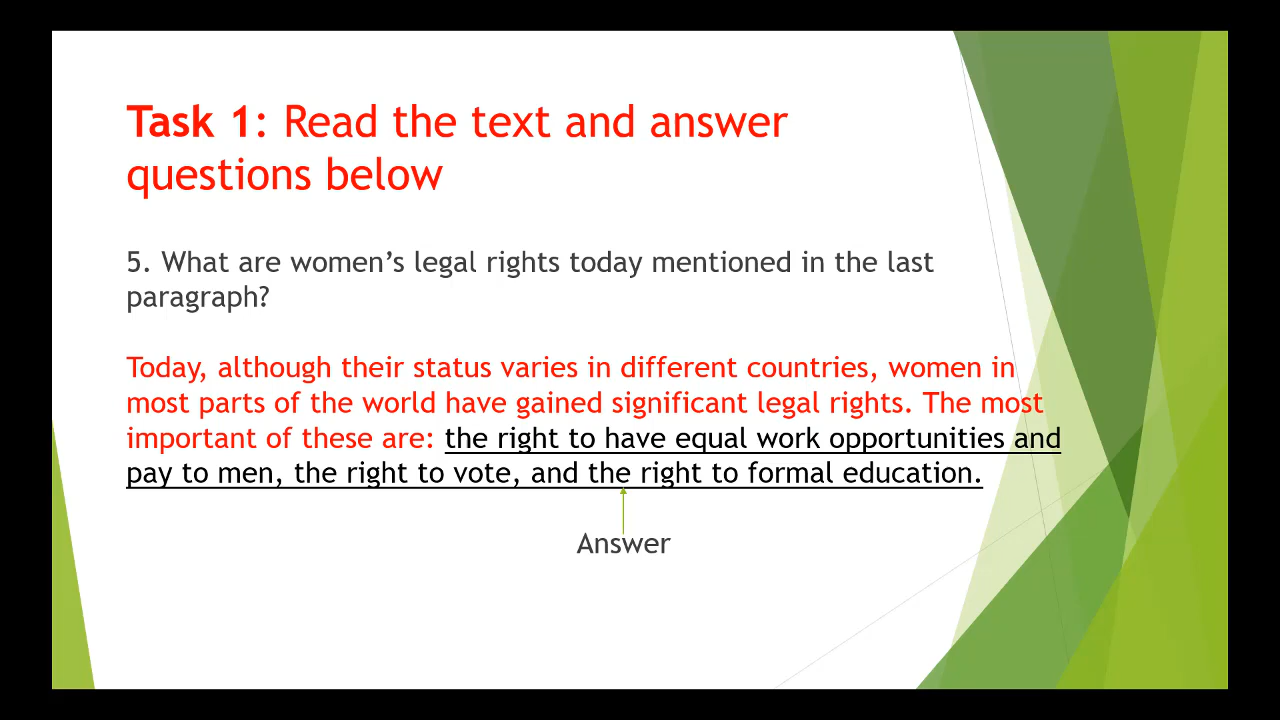 Task 1: Read the text and answer
questions below
5. What are women’s legal rights today mentioned in the last
paragraph?
Today, although their status varies in different countries, women in
most parts of the world have gained significant legal rights. The most
important of these are: the right to have equal work opportunities and
pay to men, the right to vote, and the right to formal education.
Answer